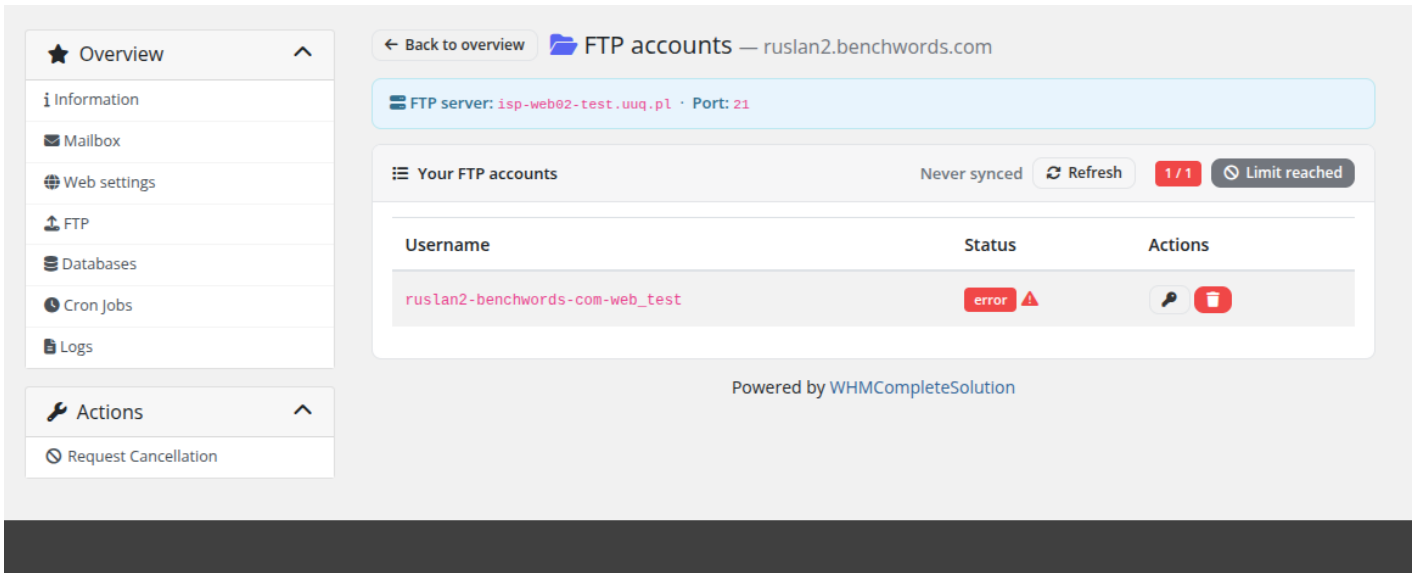 Overview
Information
Mailbox
Web settings
FTP
Databases
Cron Jobs
Logs
Actions
Request Cancellation
Back to overview FTP accounts — ruslan2.benchwords.com
FTP server: isp-web02-test.uuq.pl · Port: 21
Your FTP accounts Never synced Refresh 1 / 1 Limit reached
Username Status Actions
ruslan2-benchwords-com-web_test error
Powered by WHMCompleteSolution